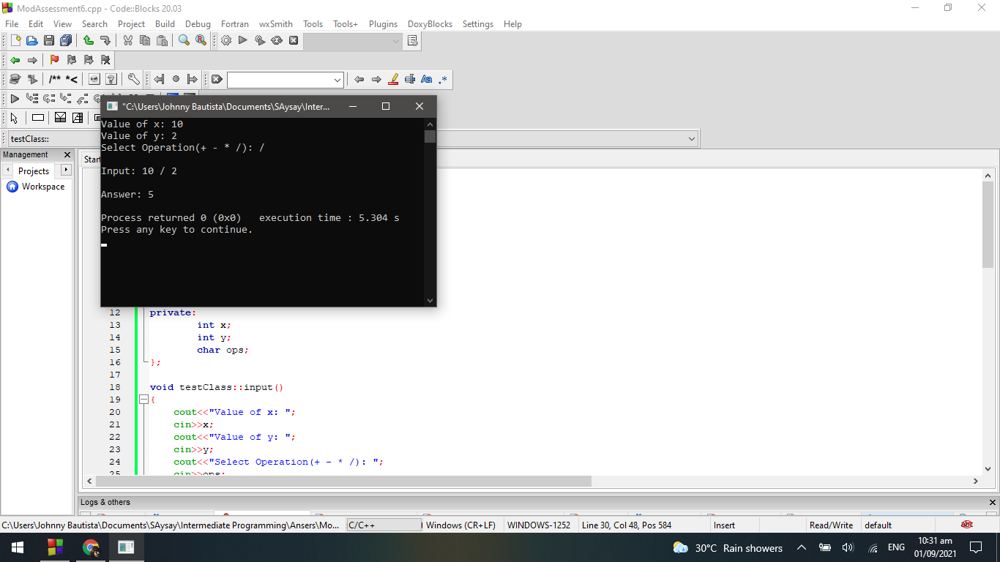 ModAssessment6.cpp - Code::Blocks 20.03
File Edit View Search Project Build Debug Fortran wxSmith Tools Tools+ Plugins DoxyBlocks Settings Help
/** *<
Aa .*
"C:\Users\Johnny Bautista\Documents\SAysay\Inter...
Value of x: 10
Value of y: 2
Select Operation(+ - * /): /
Input: 10 / 2
Answer: 5
Process returned 0 (0x0)   execution time : 5.304 s
Press any key to continue.
testClass::
Management
Start
Projects
Workspace
12 private:
13 int x;
14 int y;
15 char ops;
16 };
17
18 void testClass::input()
19 {
20 cout<<"Value of x: ";
21 cin>>x;
22 cout<<"Value of y: ";
23 cin>>y;
24 cout<<"Select Operation(+ - * /): ";
25 cin>>ops;
Logs & others
C:\Users\Johnny Bautista\Documents\SAysay\Intermediate Programming\Ansers\Mo... C/C++ Windows (CR+LF) WINDOWS-1252 Line 30, Col 48, Pos 584 Insert Read/Write default abc
30°C Rain showers ENG 10:31 am
01/09/2021